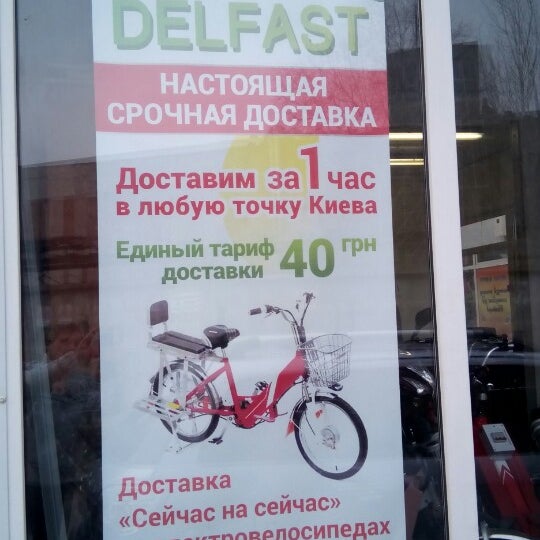 DELFAST
НАСТОЯЩАЯ
СРОЧНАЯ ДОСТАВКА
Доставим за 1 час
в любую точку Киева
Единый тариф
доставки 40 грн
Доставка
«Сейчас на сейчас»